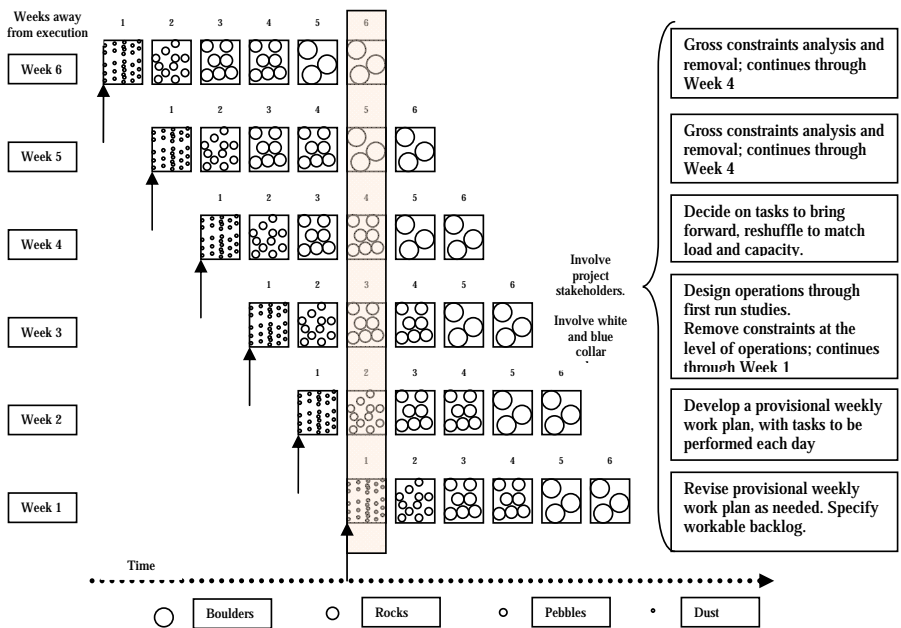 Weeks away
from execution
1 2 3 4 5 6
Week 6
1 2 3 4 5 6
Week 5
1 2 3 4 5 6
Week 4
1 2 3 4 5 6
Week 3
1 2 3 4 5 6
Week 2
1 2 3 4 5 6
Week 1
Involve
project
stakeholders.
Involve white
and blue
collar
Gross constraints analysis and
removal; continues through
Week 4
Gross constraints analysis and
removal; continues through
Week 4
Decide on tasks to bring
forward, reshuffle to match
load and capacity.
Design operations through
first run studies.
Remove constraints at the
level of operations; continues
through Week 1
Develop a provisional weekly
work plan, with tasks to be
performed each day
Revise provisional weekly
work plan as needed. Specify
workable backlog.
Time
Boulders
Rocks
Pebbles
Dust